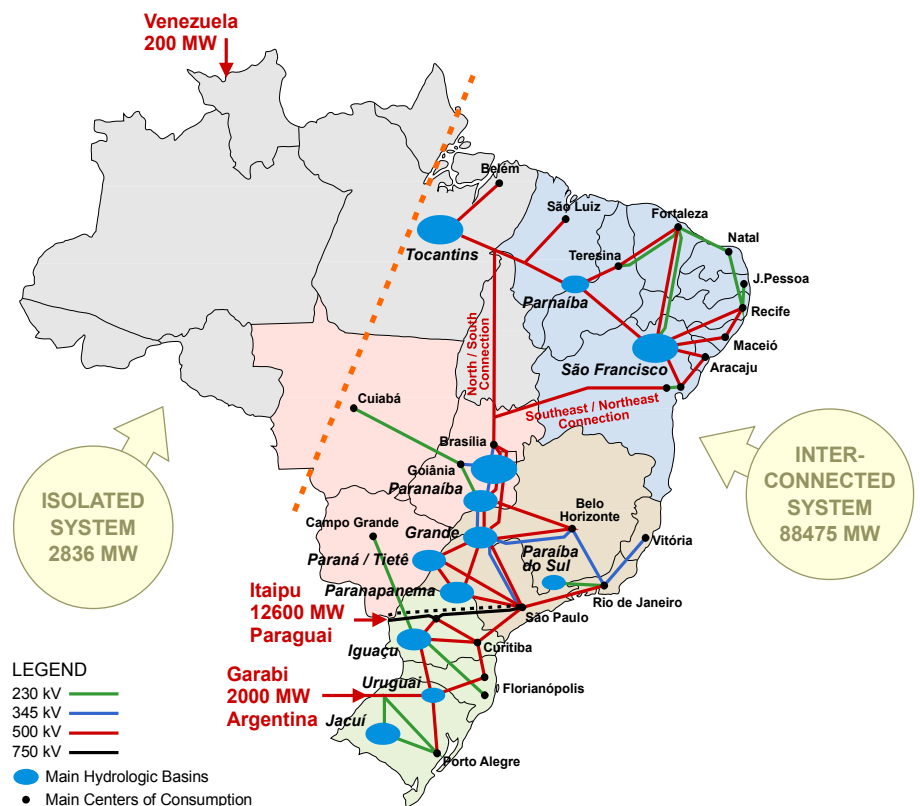 Venezuela
200 MW
Belém
São Luiz
Fortaleza
Tocantins
Teresina
Natal
Parnaíba
J.Pessoa
Recife
Maceió
São Francisco
Aracaju
North / South
Connection
Southeast / Northeast
Connection
Cuiabá
Brasília
Goiânia
Paranaíba
ISOLATED
SYSTEM
2836 MW
INTER-
CONNECTED
SYSTEM
88475 MW
Campo Grande
Grande
Belo
Horizonte
Vitória
Paraná / Tietê
Paraíba
do Sul
Paranapanema
Rio de Janeiro
São Paulo
Itaipu
12600 MW
Paraguai
Iguaçu
Curitiba
Uruguai
Florianópolis
Garabi
2000 MW
Argentina
Jacuí
Porto Alegre
LEGEND
230 kV
345 kV
500 kV
750 kV
Main Hydrologic Basins
Main Centers of Consumption